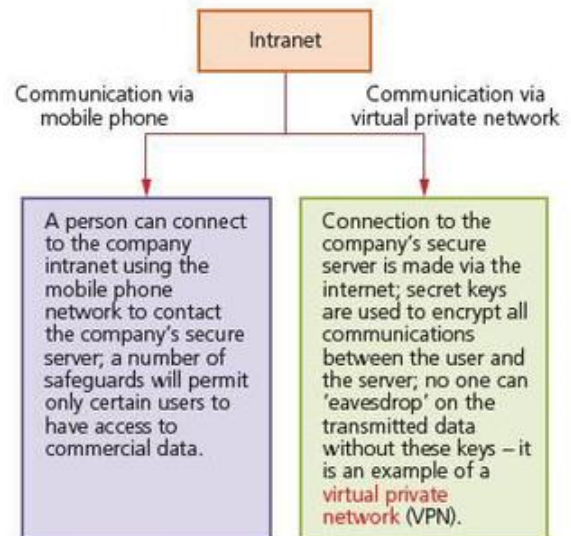 Intranet
Communication via
mobile phone
Communication via
virtual private network
A person can connect
to the company
intranet using the
mobile phone
network to contact
the company's secure
server; a number of
safeguards will permit
only certain users to
have access to
commercial data.
Connection to the
company's secure
server is made via the
internet; secret keys
are used to encrypt all
communications
between the user and
the server; no one can
'eavesdrop' on the
transmitted data
without these keys – it
is an example of a
virtual private
network (VPN).